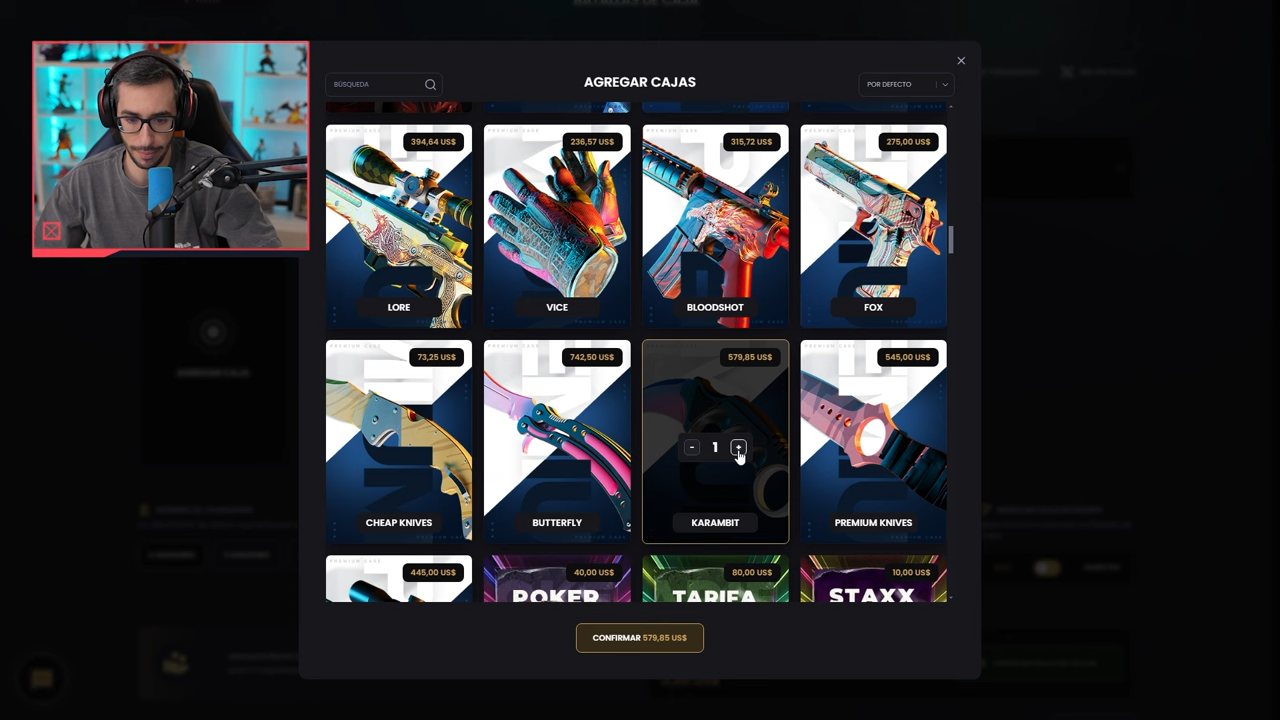 BÚSQUEDA
AGREGAR CAJAS
POR DEFECTO
394,64 US$
236,57 US$
315,72 US$
275,00 US$
LORE
VICE
BLOODSHOT
FOX
73,25 US$
742,50 US$
579,85 US$
545,00 US$
- 1 +
CHEAP KNIVES
BUTTERFLY
KARAMBIT
PREMIUM KNIVES
445,00 US$
40,00 US$
80,00 US$
10,00 US$
POKER
TARIFA
STAXX
CONFIRMAR 579,85 US$